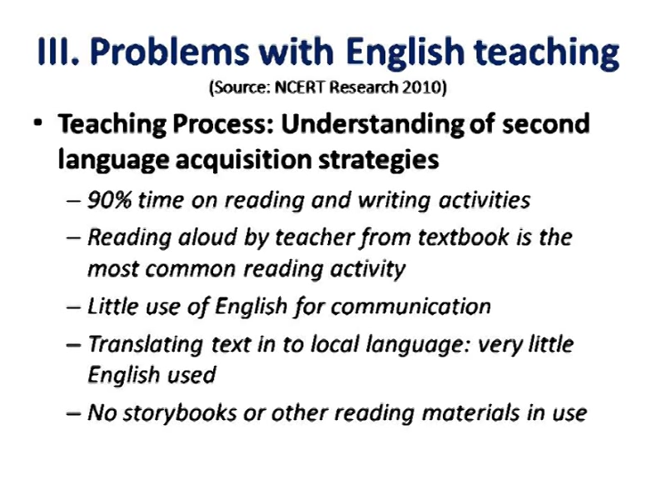 III. Problems with English teaching
(Source: NCERT Research 2010)
• Teaching Process: Understanding of second
language acquisition strategies
– 90% time on reading and writing activities
– Reading aloud by teacher from textbook is the
most common reading activity
– Little use of English for communication
– Translating text in to local language: very little
English used
– No storybooks or other reading materials in use